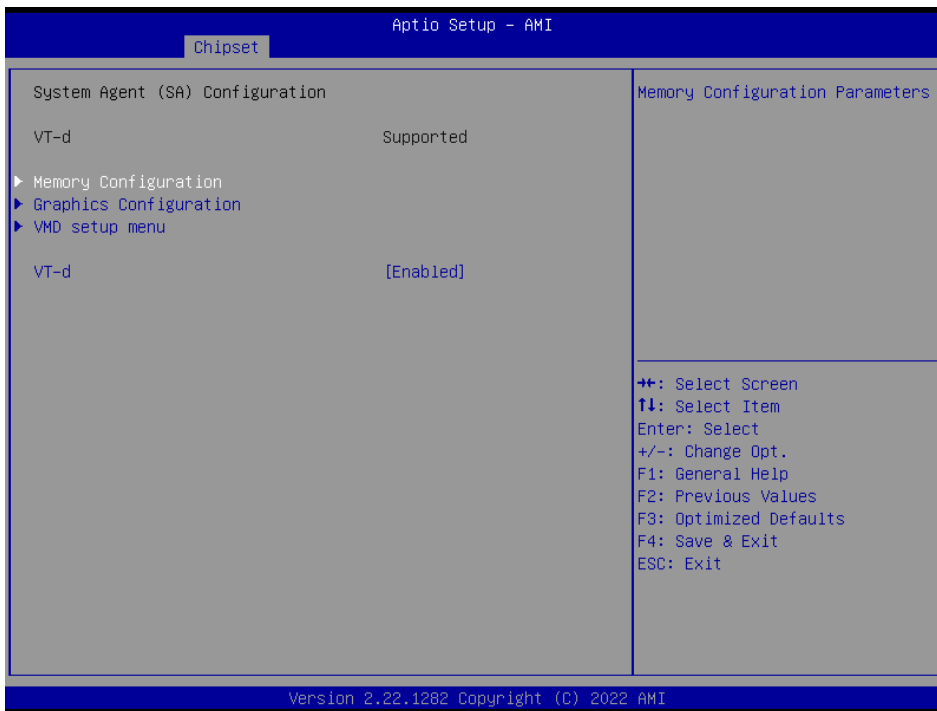 Aptio Setup - AMI
Chipset
System Agent (SA) Configuration
VT-d Supported
Memory Configuration
Graphics Configuration
VMD setup menu
VT-d [Enabled]
Memory Configuration Parameters
→←: Select Screen
↑↓: Select Item
Enter: Select
+/-: Change Opt.
F1: General Help
F2: Previous Values
F3: Optimized Defaults
F4: Save & Exit
ESC: Exit
Version 2.22.1282 Copyright (C) 2022 AMI